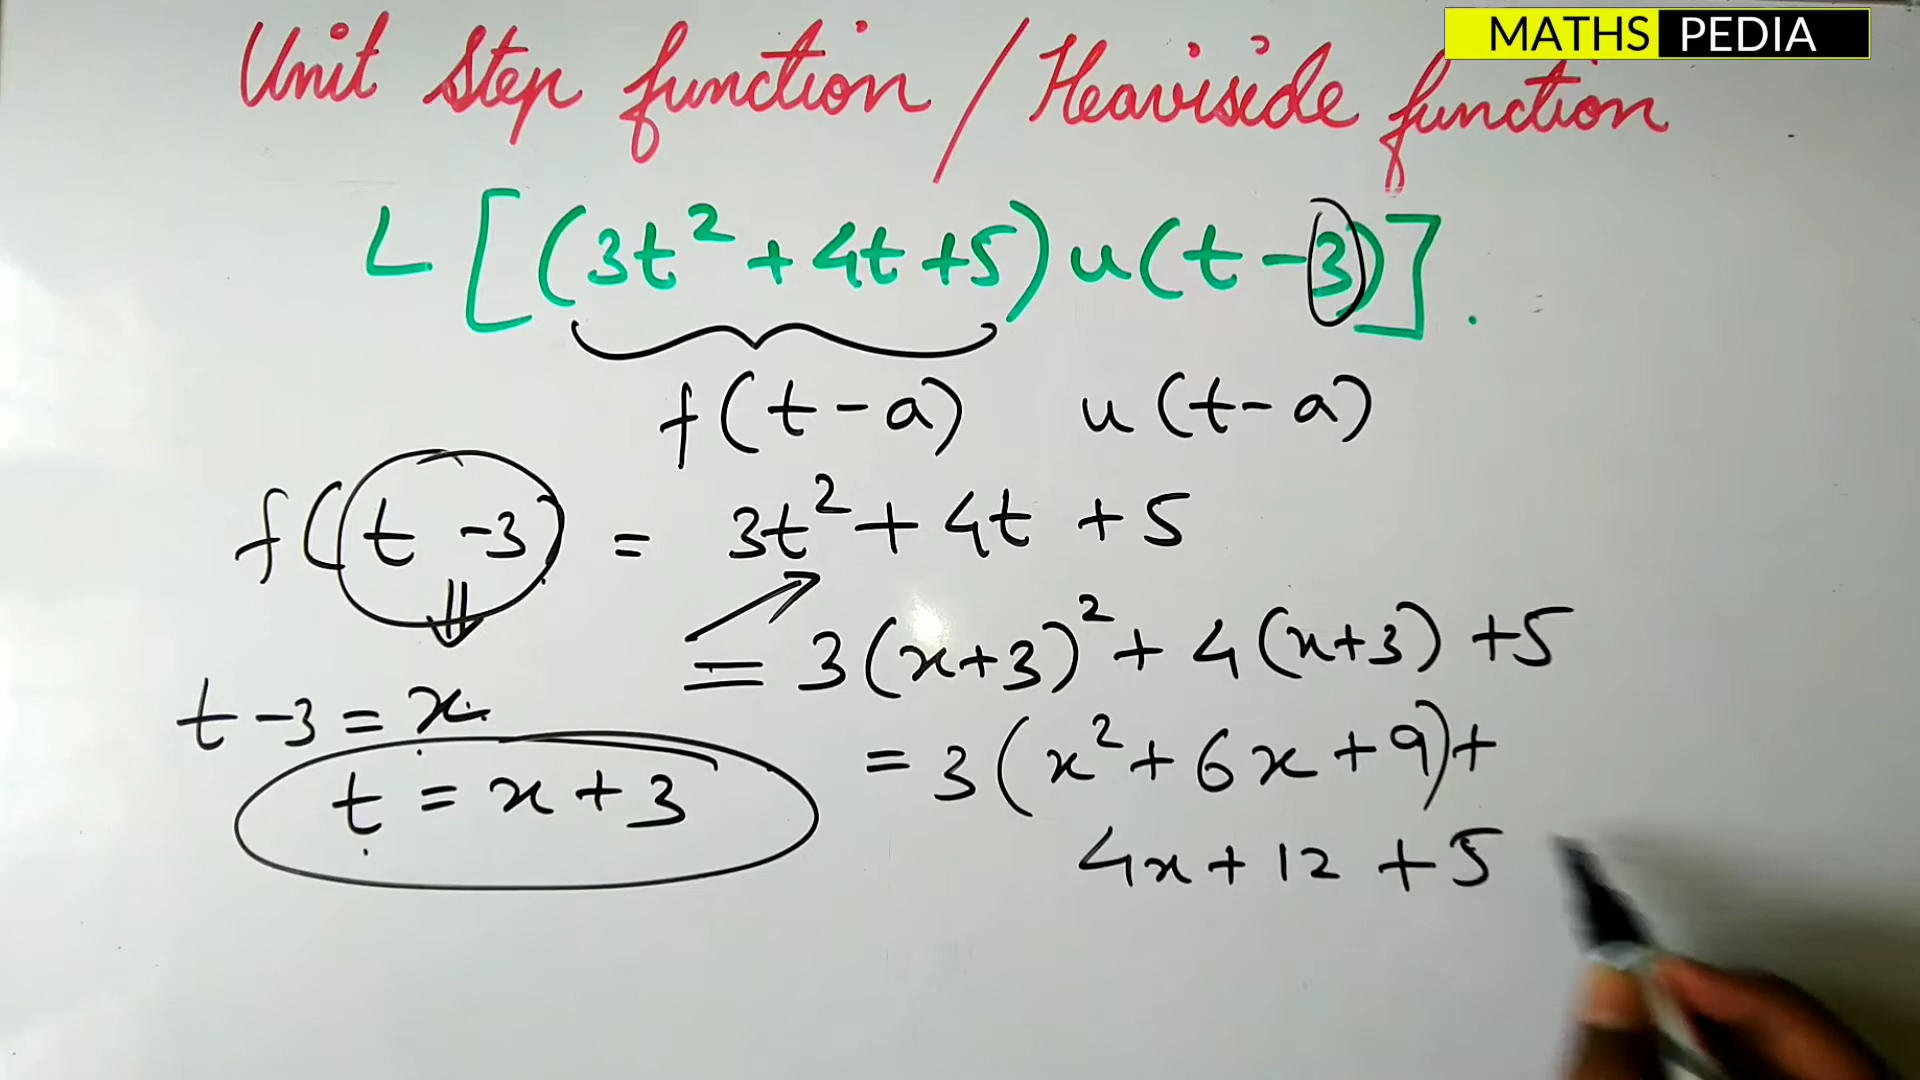 MATHS PEDIA
Unit Step function / Heaviside function
L [(3t² + 4t + 5) u(t - 3)].
f(t - a) u(t - a)
f(t - 3) = 3t² + 4t + 5
= 3(x+3)² + 4(x+3) + 5
t - 3 = x
= 3(x² + 6x + 9) +
t = x + 3
4x + 12 + 5